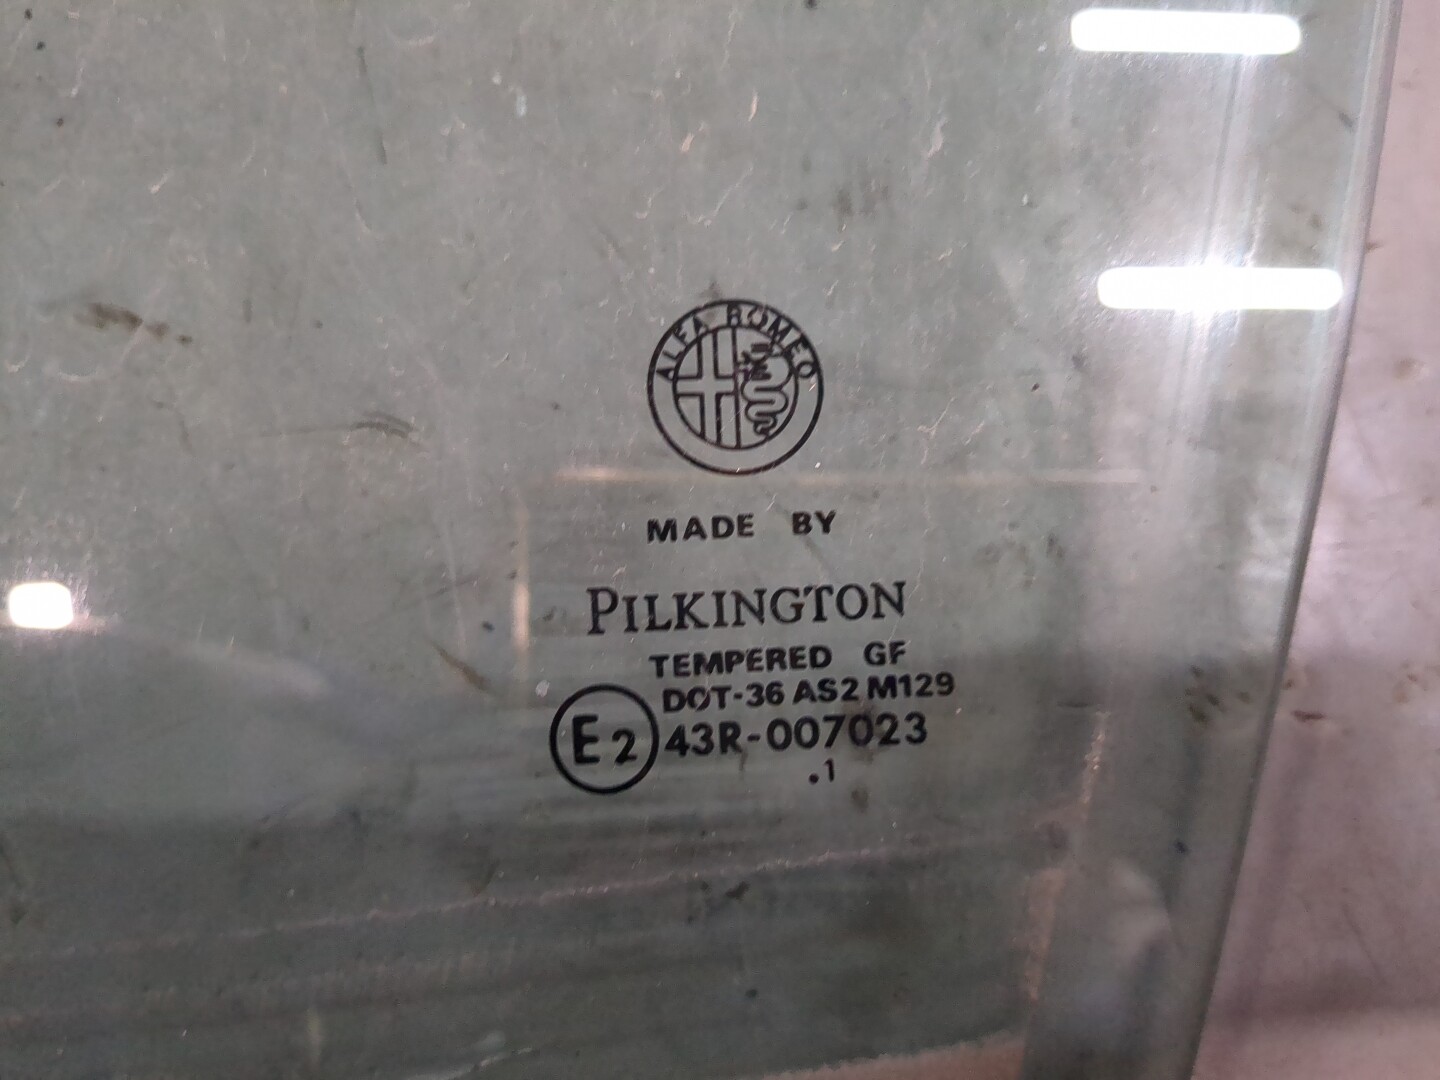 ALFA ROMEO
MADE BY
PILKINGTON
TEMPERED GF
DOT-36 AS2 M129
E2 43R-007023
.1